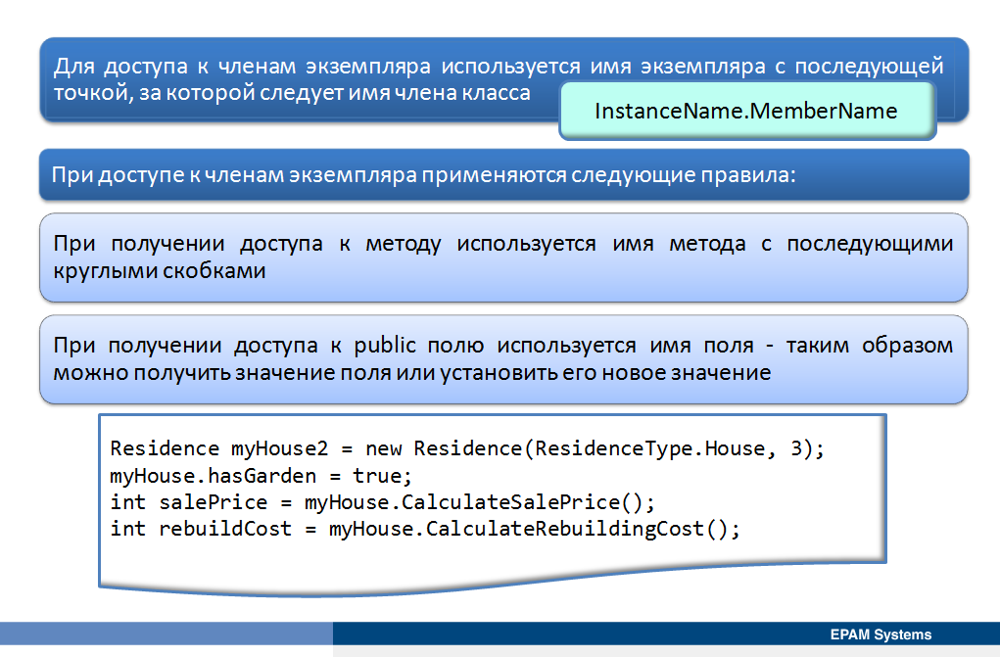 Для доступа к членам экземпляра используется имя экземпляра с последующей
точкой, за которой следует имя члена класса
InstanceName.MemberName
При доступе к членам экземпляра применяются следующие правила:
При получении доступа к методу используется имя метода с последующими
круглыми скобками
При получении доступа к public полю используется имя поля - таким образом
можно получить значение поля или установить его новое значение
Residence myHouse2 = new Residence(ResidenceType.House, 3);
myHouse.hasGarden = true;
int salePrice = myHouse.CalculateSalePrice();
int rebuildCost = myHouse.CalculateRebuildingCost();
EPAM Systems